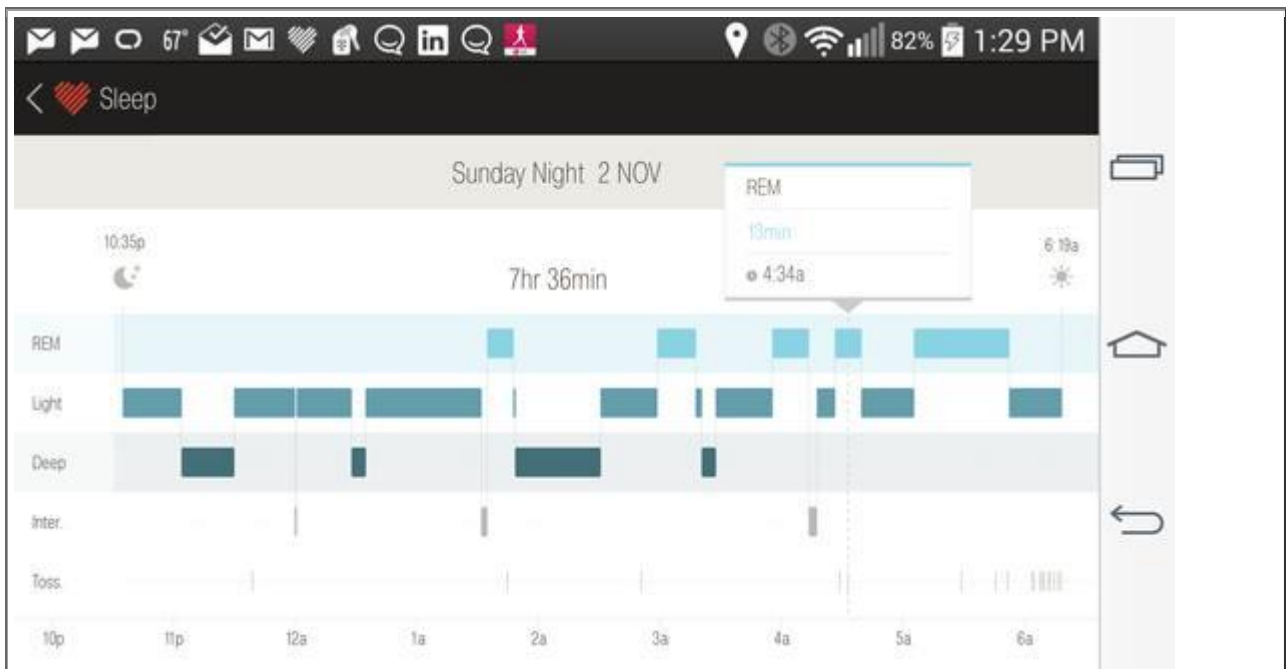 67° in 82% 1:29 PM
Sleep
Sunday Night 2 NOV
REM
13min
4:34a
10:35p
6:19a
7hr 36min
REM
Light
Deep
Inter.
Toss.
10p 11p 12a 1a 2a 3a 4a 5a 6a